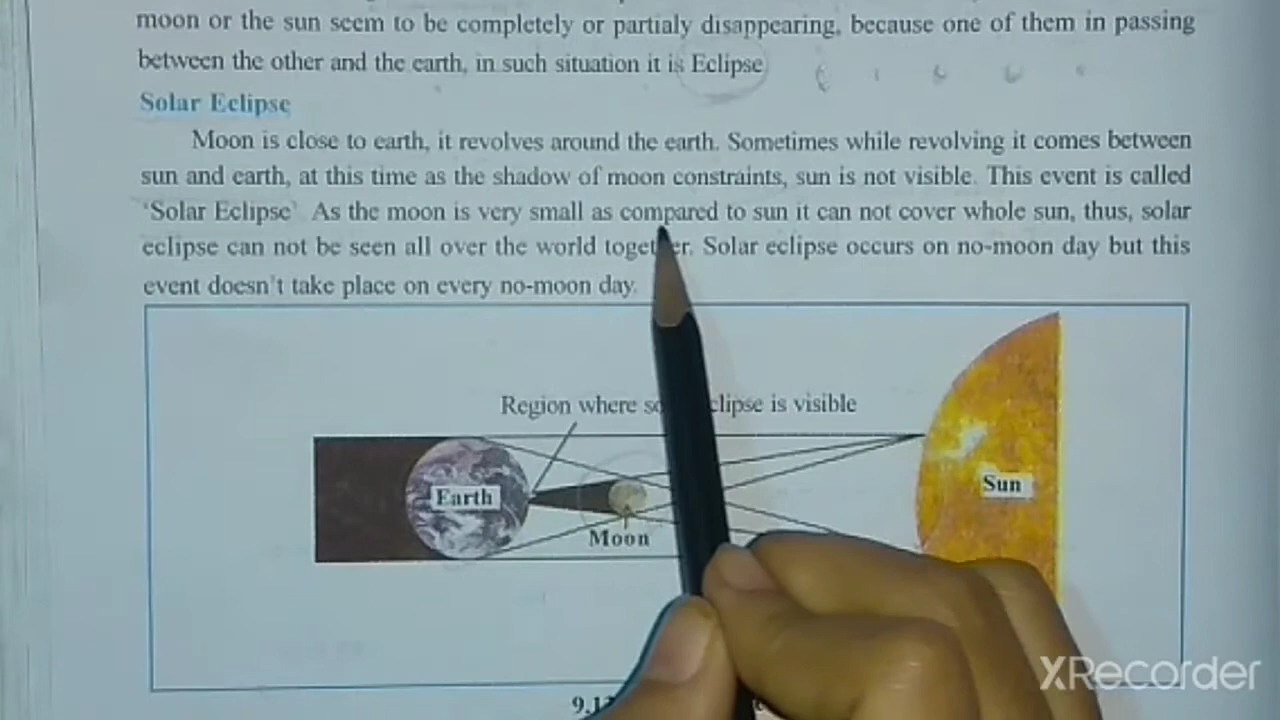 moon or the sun seem to be completely or partialy disappearing, because one of them in passing
between the other and the earth, in such situation it is Eclipse
Solar Eclipse
Moon is close to earth, it revolves around the earth. Sometimes while revolving it comes between
sun and earth, at this time as the shadow of moon constraints, sun is not visible. This event is called
'Solar Eclipse' As the moon is very small as compared to sun it can not cover whole sun, thus, solar
eclipse can not be seen all over the world together. Solar eclipse occurs on no-moon day but this
event doesn't take place on every no-moon day.
Region where eclipse is visible
Earth
Sun
Moon
XRecorder